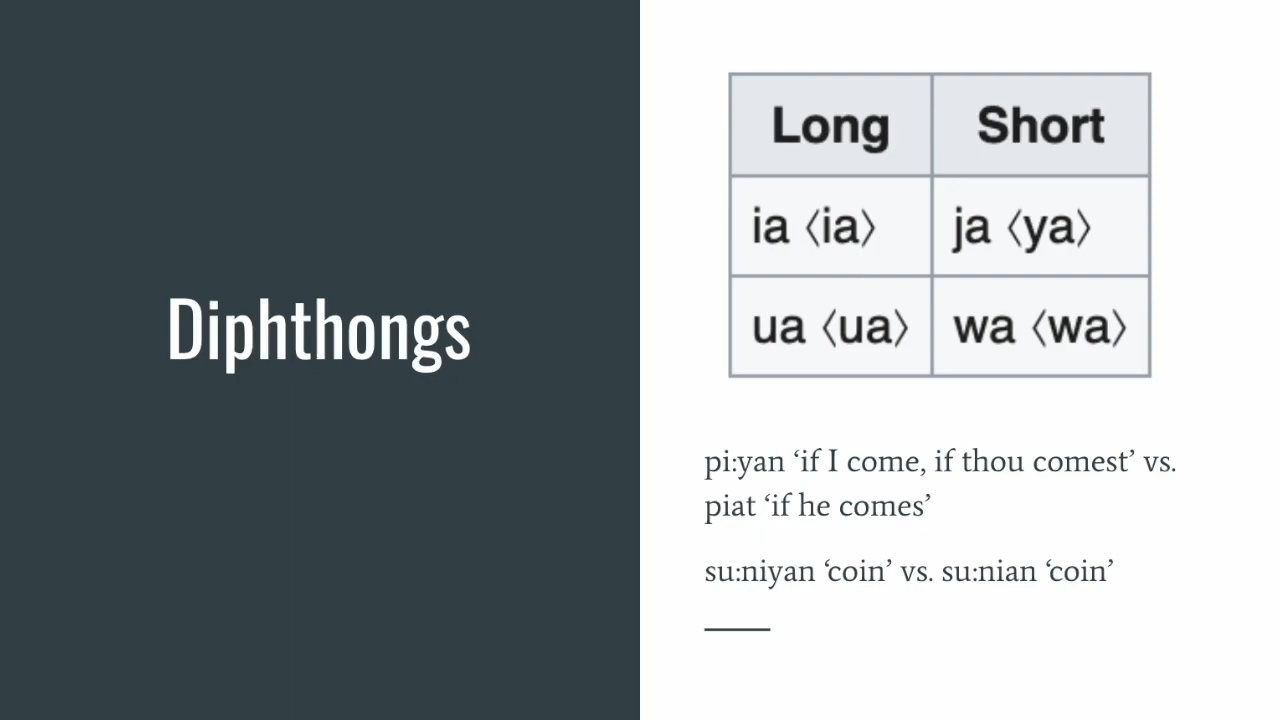 Diphthongs
Long Short
ia ⟨ia⟩ ja ⟨ya⟩
ua ⟨ua⟩ wa ⟨wa⟩
pi:yan ‘if I come, if thou comest’ vs.
piat ‘if he comes’
su:niyan ‘coin’ vs. su:nian ‘coin’